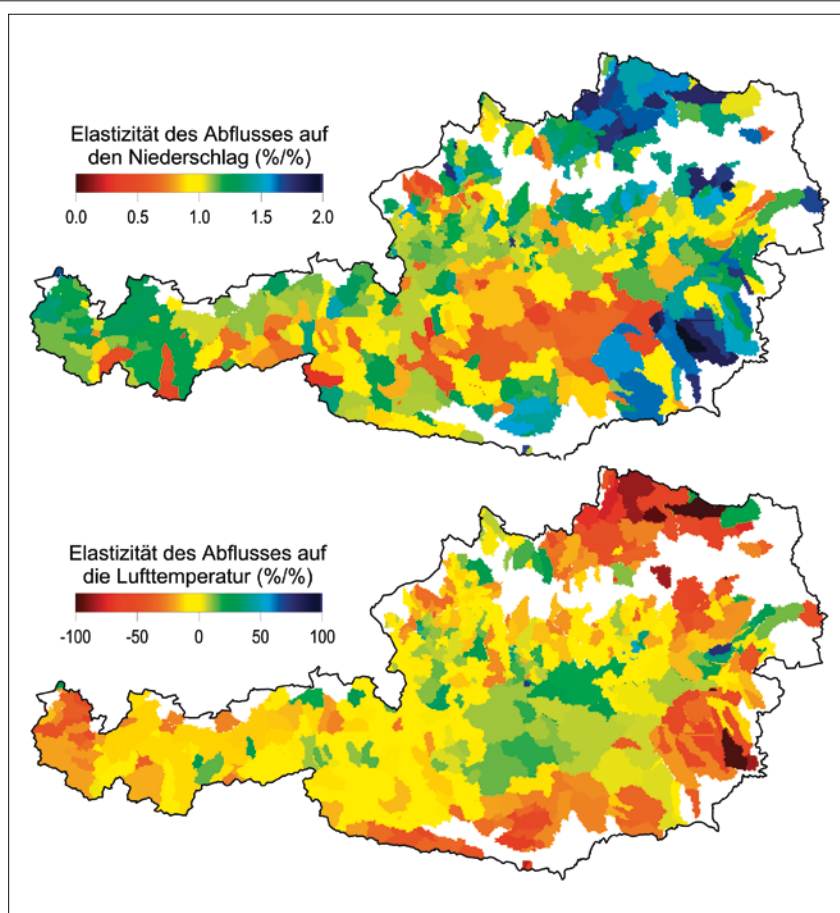 Elastizität des Abflusses auf
den Niederschlag (%/%)
0.0 0.5 1.0 1.5 2.0
Elastizität des Abflusses auf
die Lufttemperatur (%/%)
-100 -50 0 50 100